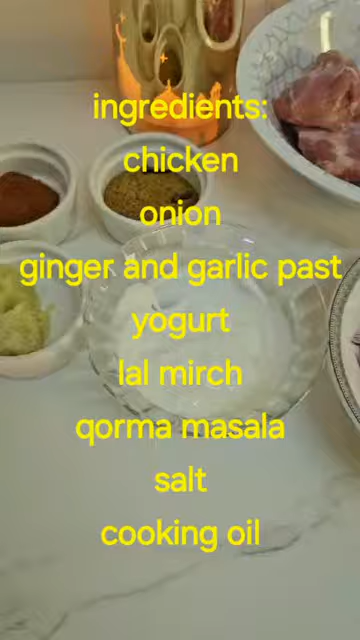 ingredients:
chicken
onion
ginger and garlic past
yogurt
lal mirch
qorma masala
salt
cooking oil